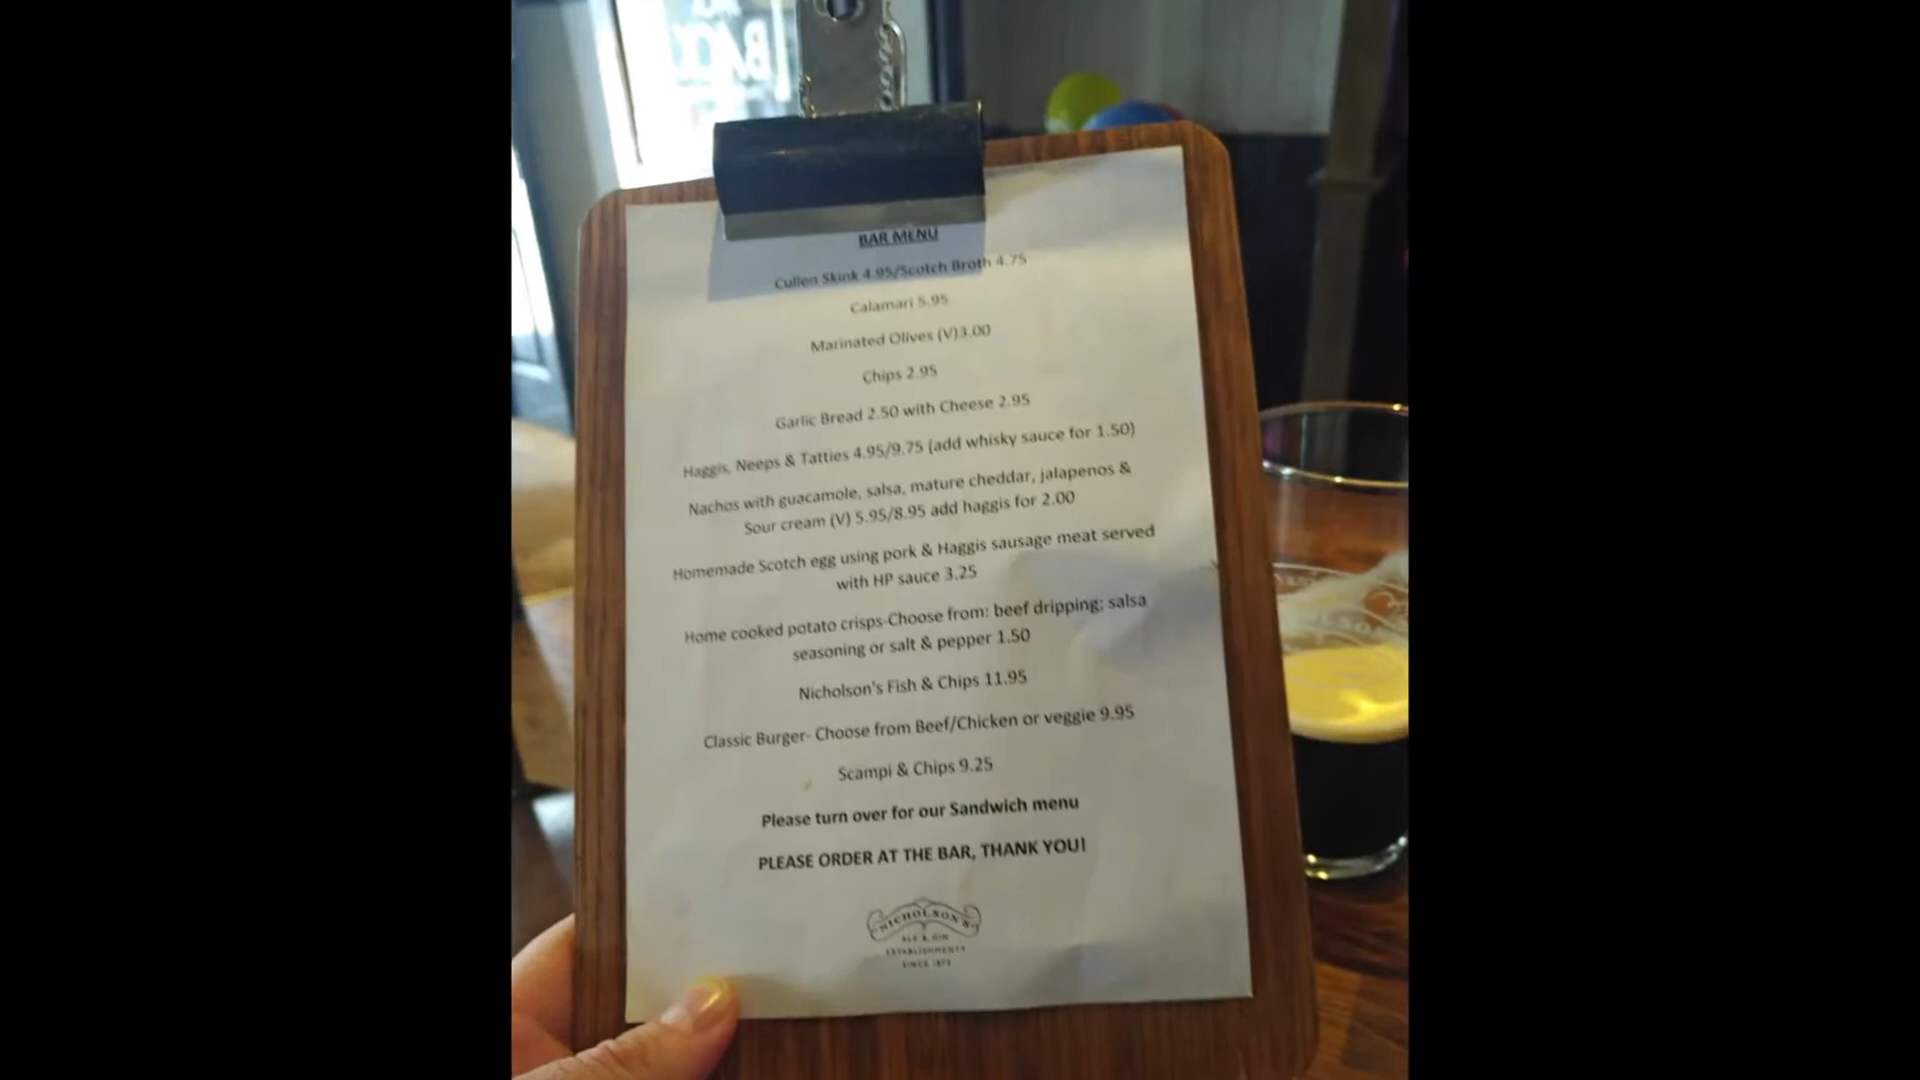 BAR MENU
Cullen Skink 4.95/Scotch Broth 4.75
Calamari 5.95
Marinated Olives (V)3.00
Chips 2.95
Garlic Bread 2.50 with Cheese 2.95
Haggis, Neeps & Tatties 4.95/9.75 (add whisky sauce for 1.50)
Nachos with guacamole, salsa, mature cheddar, jalapenos &
Sour cream (V) 5.95/8.95 add haggis for 2.00
Homemade Scotch egg using pork & Haggis sausage meat served
with HP sauce 3.25
Home cooked potato crisps-Choose from: beef dripping; salsa
seasoning or salt & pepper 1.50
Nicholson's Fish & Chips 11.95
Classic Burger- Choose from Beef/Chicken or veggie 9.95
Scampi & Chips 9.25
Please turn over for our Sandwich menu
PLEASE ORDER AT THE BAR, THANK YOU!
NICHOLSON'S
ALE & GIN
ESTABLISHMENTS
SINCE 1873